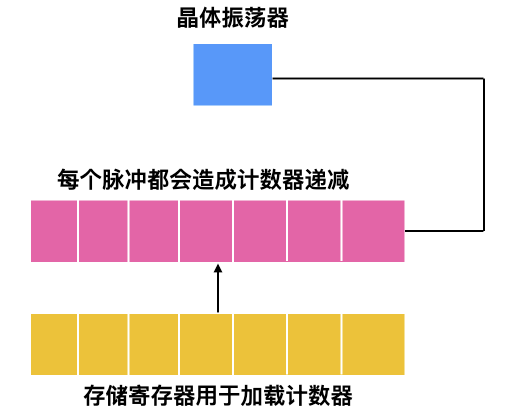 晶体振荡器
每个脉冲都会造成计数器递减
存储寄存器用于加载计数器